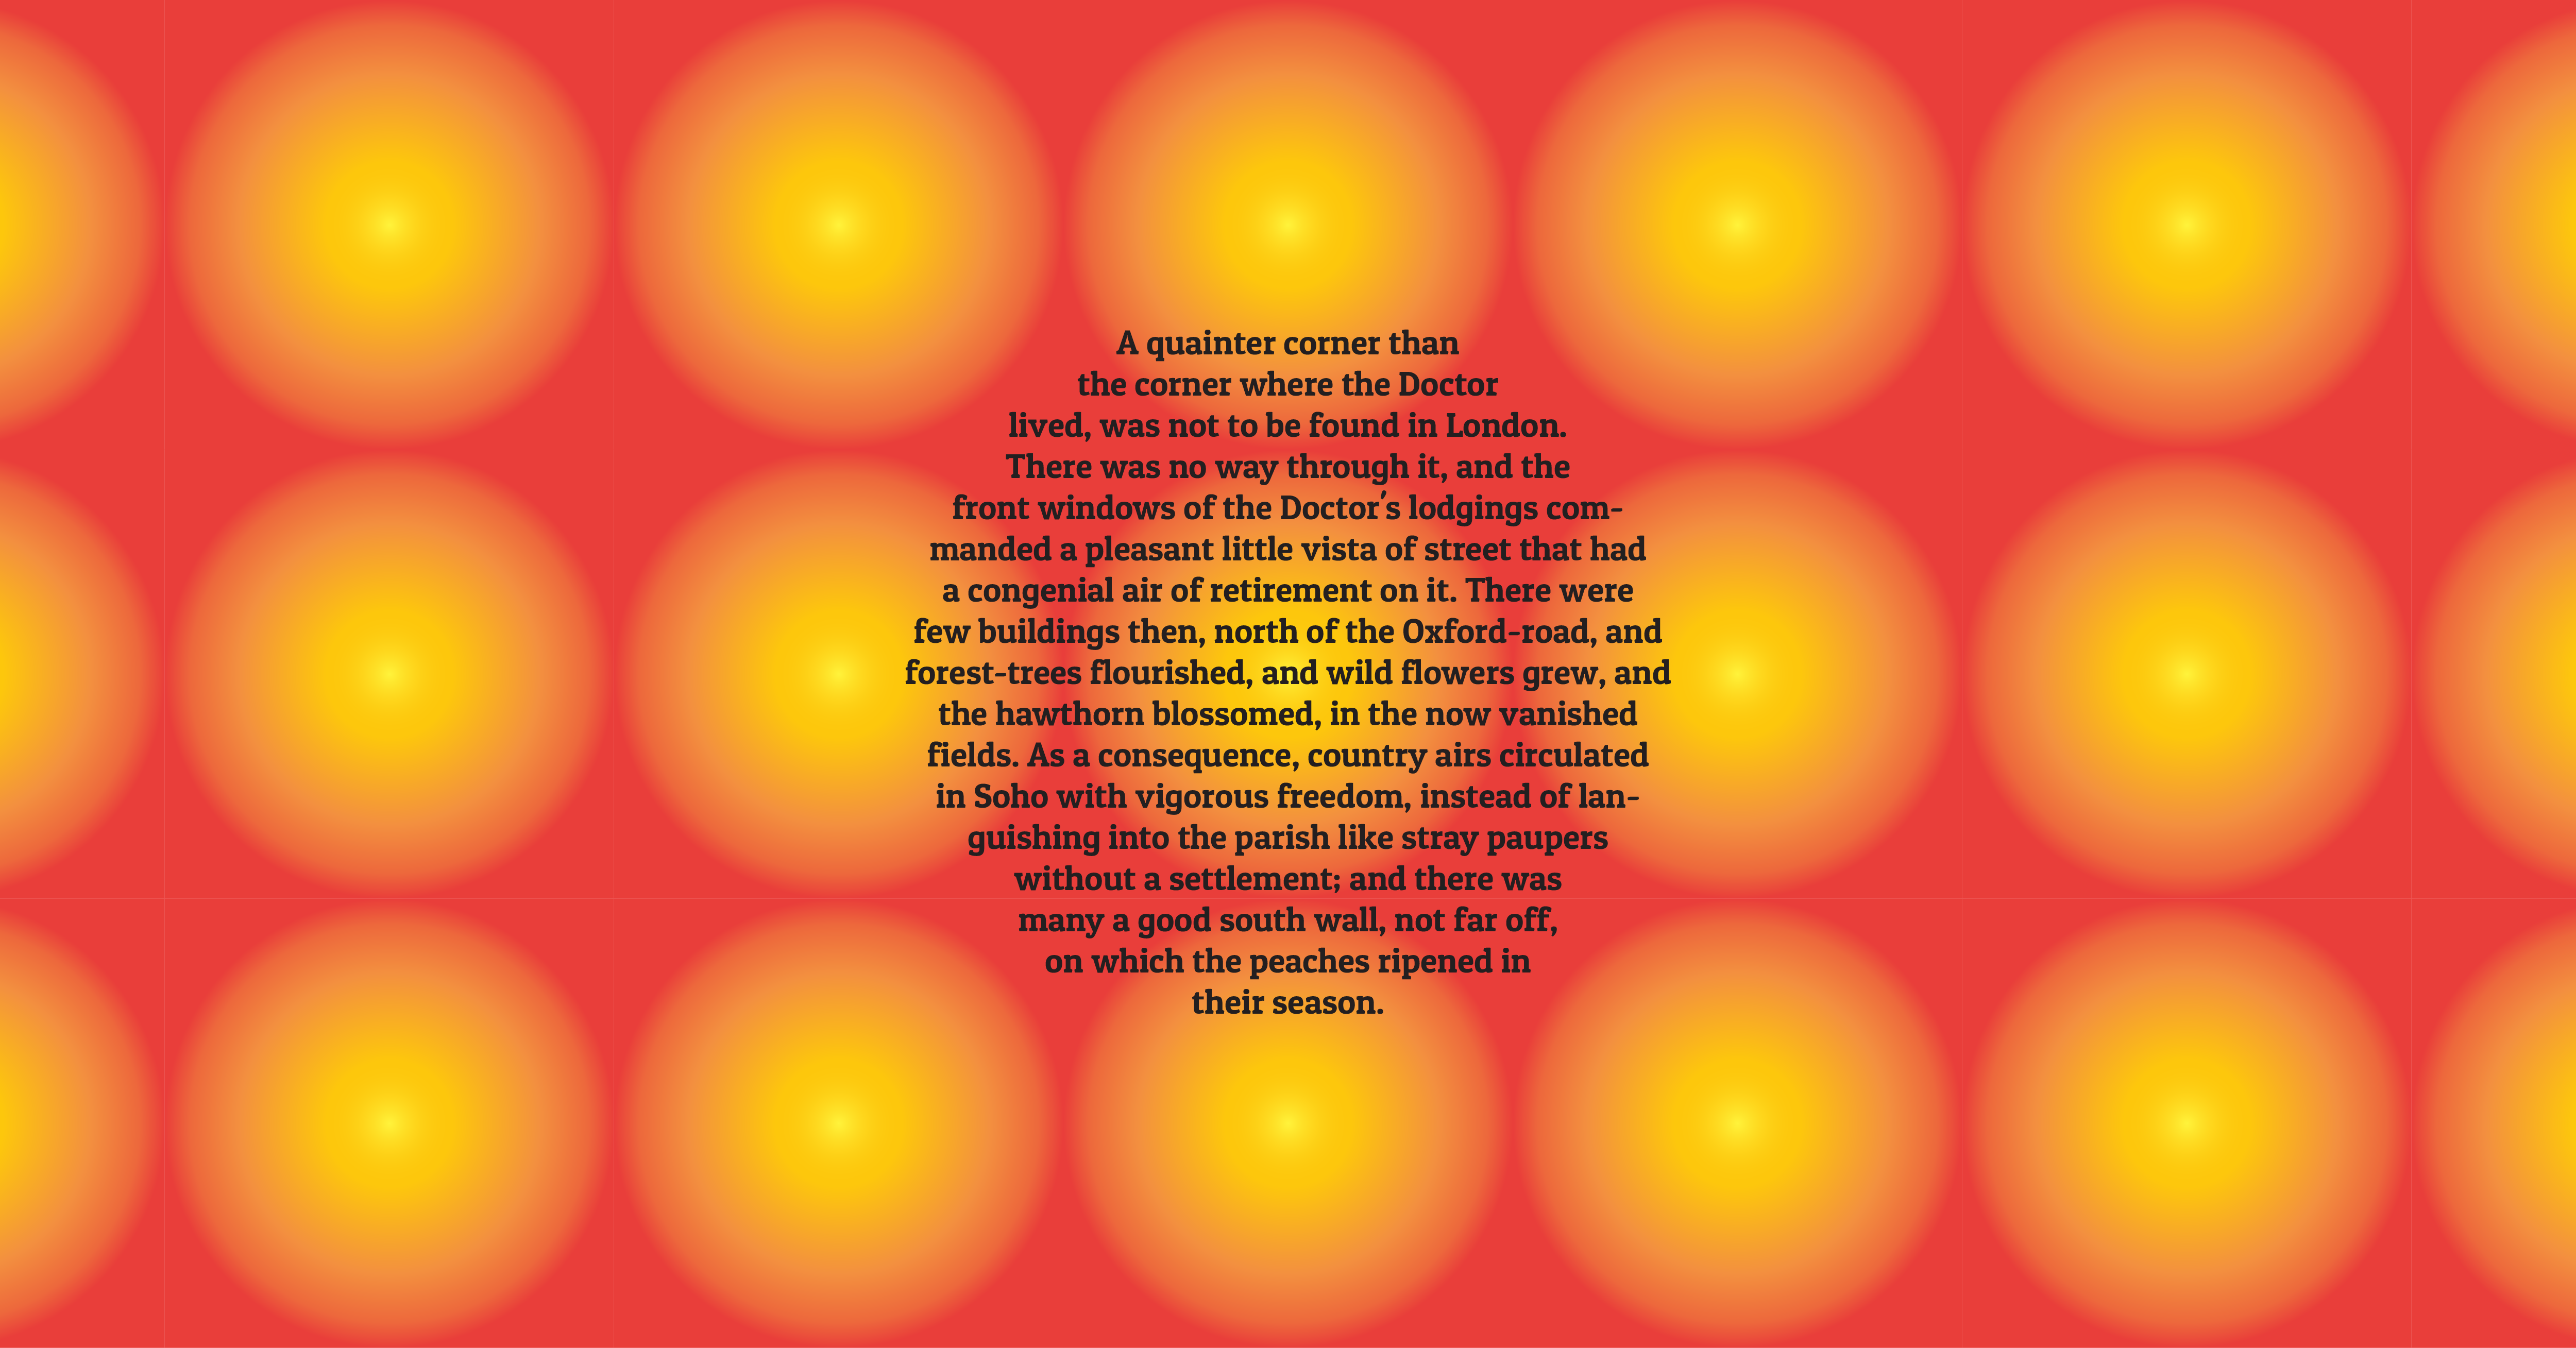 A quainter corner than
the corner where the Doctor
lived, was not to be found in London.
There was no way through it, and the
front windows of the Doctor's lodgings com-
manded a pleasant little vista of street that had
a congenial air of retirement on it. There were
few buildings then, north of the Oxford-road, and
forest-trees flourished, and wild flowers grew, and
the hawthorn blossomed, in the now vanished
fields. As a consequence, country airs circulated
in Soho with vigorous freedom, instead of lan-
guishing into the parish like stray paupers
without a settlement; and there was
many a good south wall, not far off,
on which the peaches ripened in
their season.